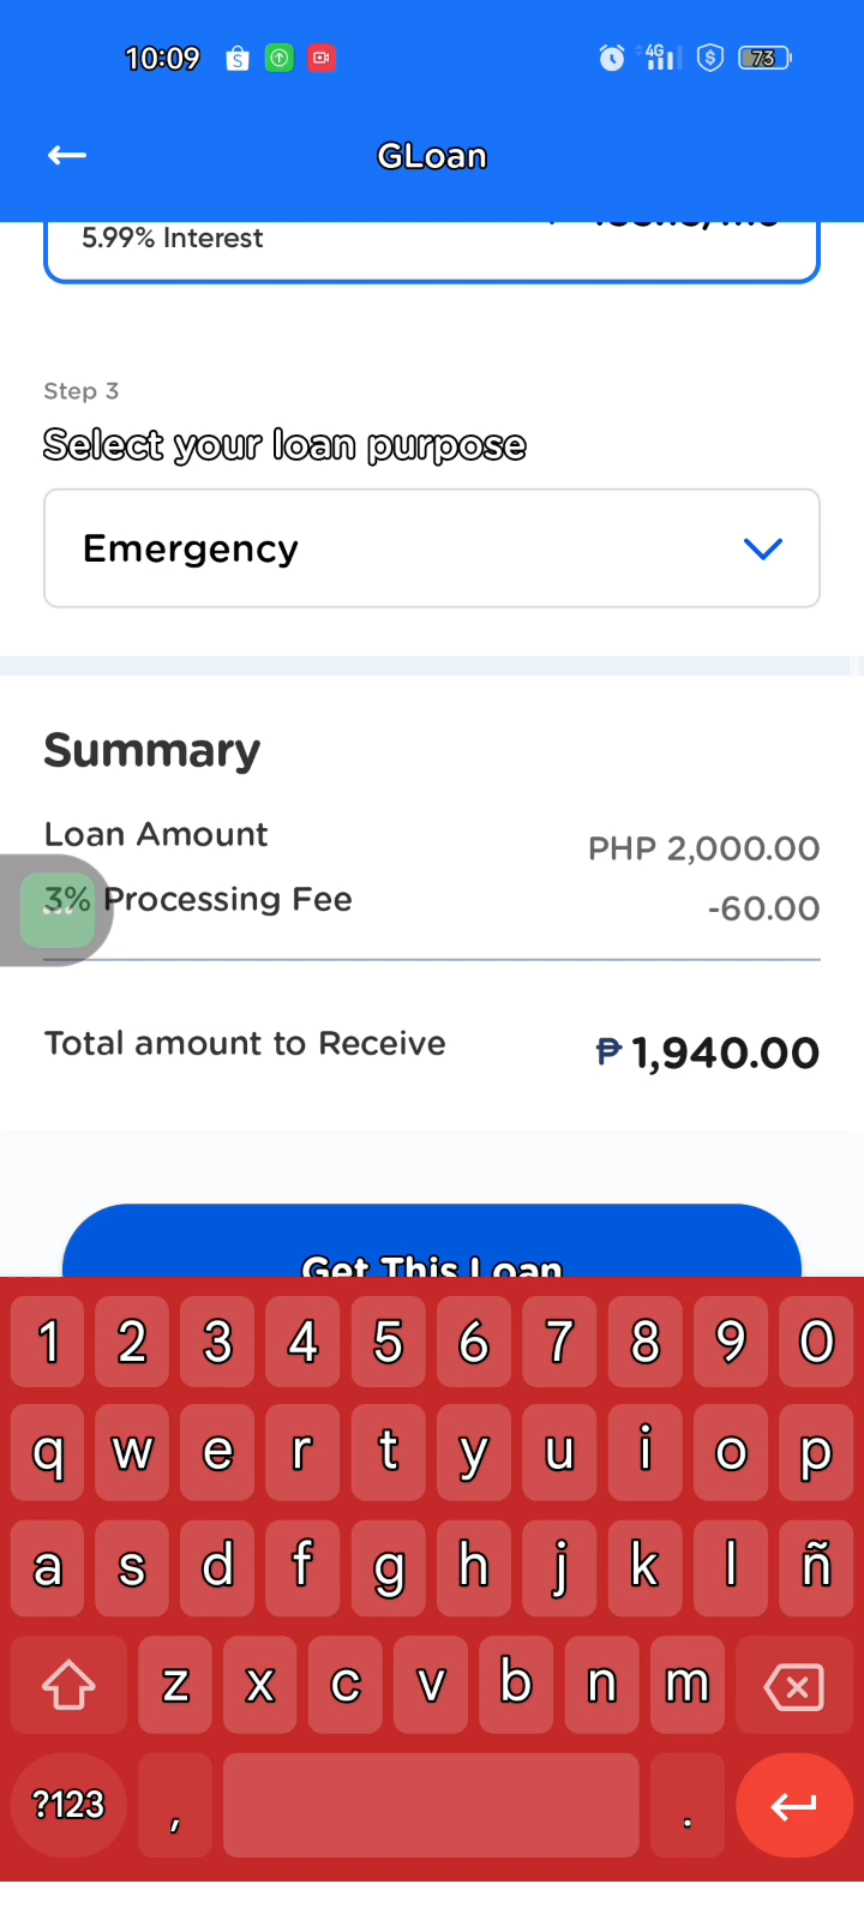 10:09 4G 73
GLoan
5.99% Interest
Step 3
Select your loan purpose
Emergency
Summary
Loan Amount PHP 2,000.00
3% Processing Fee -60.00
Total amount to Receive ₱ 1,940.00
Get This Loan
1 2 3 4 5 6 7 8 9 0
q w e r t y u i o p
a s d f g h j k l ñ
z x c v b n m
?123 , .